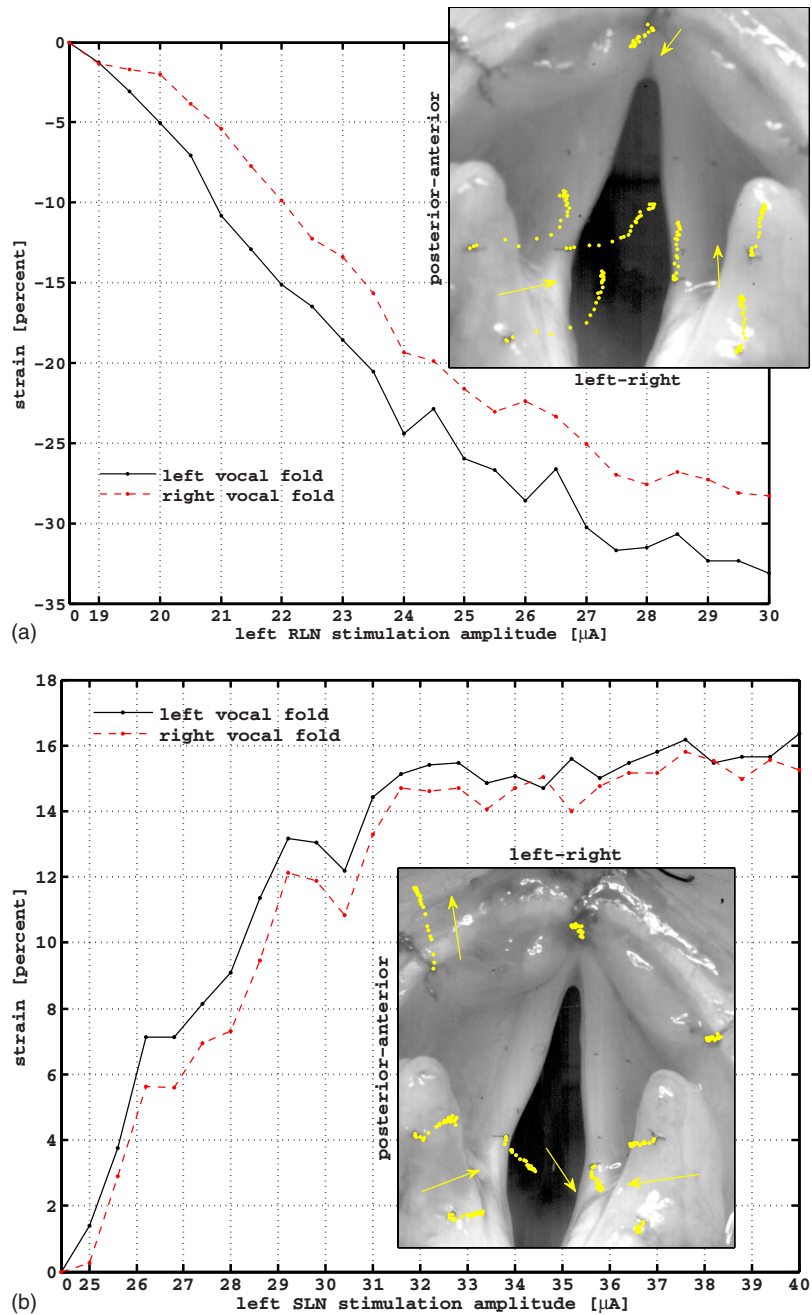 0
-5
-10
-15
-20
-25
-30
-35
strain [percent]
posterior-anterior
left-right
left vocal fold
right vocal fold
0 19 20 21 22 23 24 25 26 27 28 29 30
left RLN stimulation amplitude [μA]
(a)
18
16
14
12
10
8
6
4
2
0
strain [percent]
left vocal fold
right vocal fold
left-right
posterior-anterior
0 25 26 27 28 29 30 31 32 33 34 35 36 37 38 39 40
left SLN stimulation amplitude [μA]
(b)